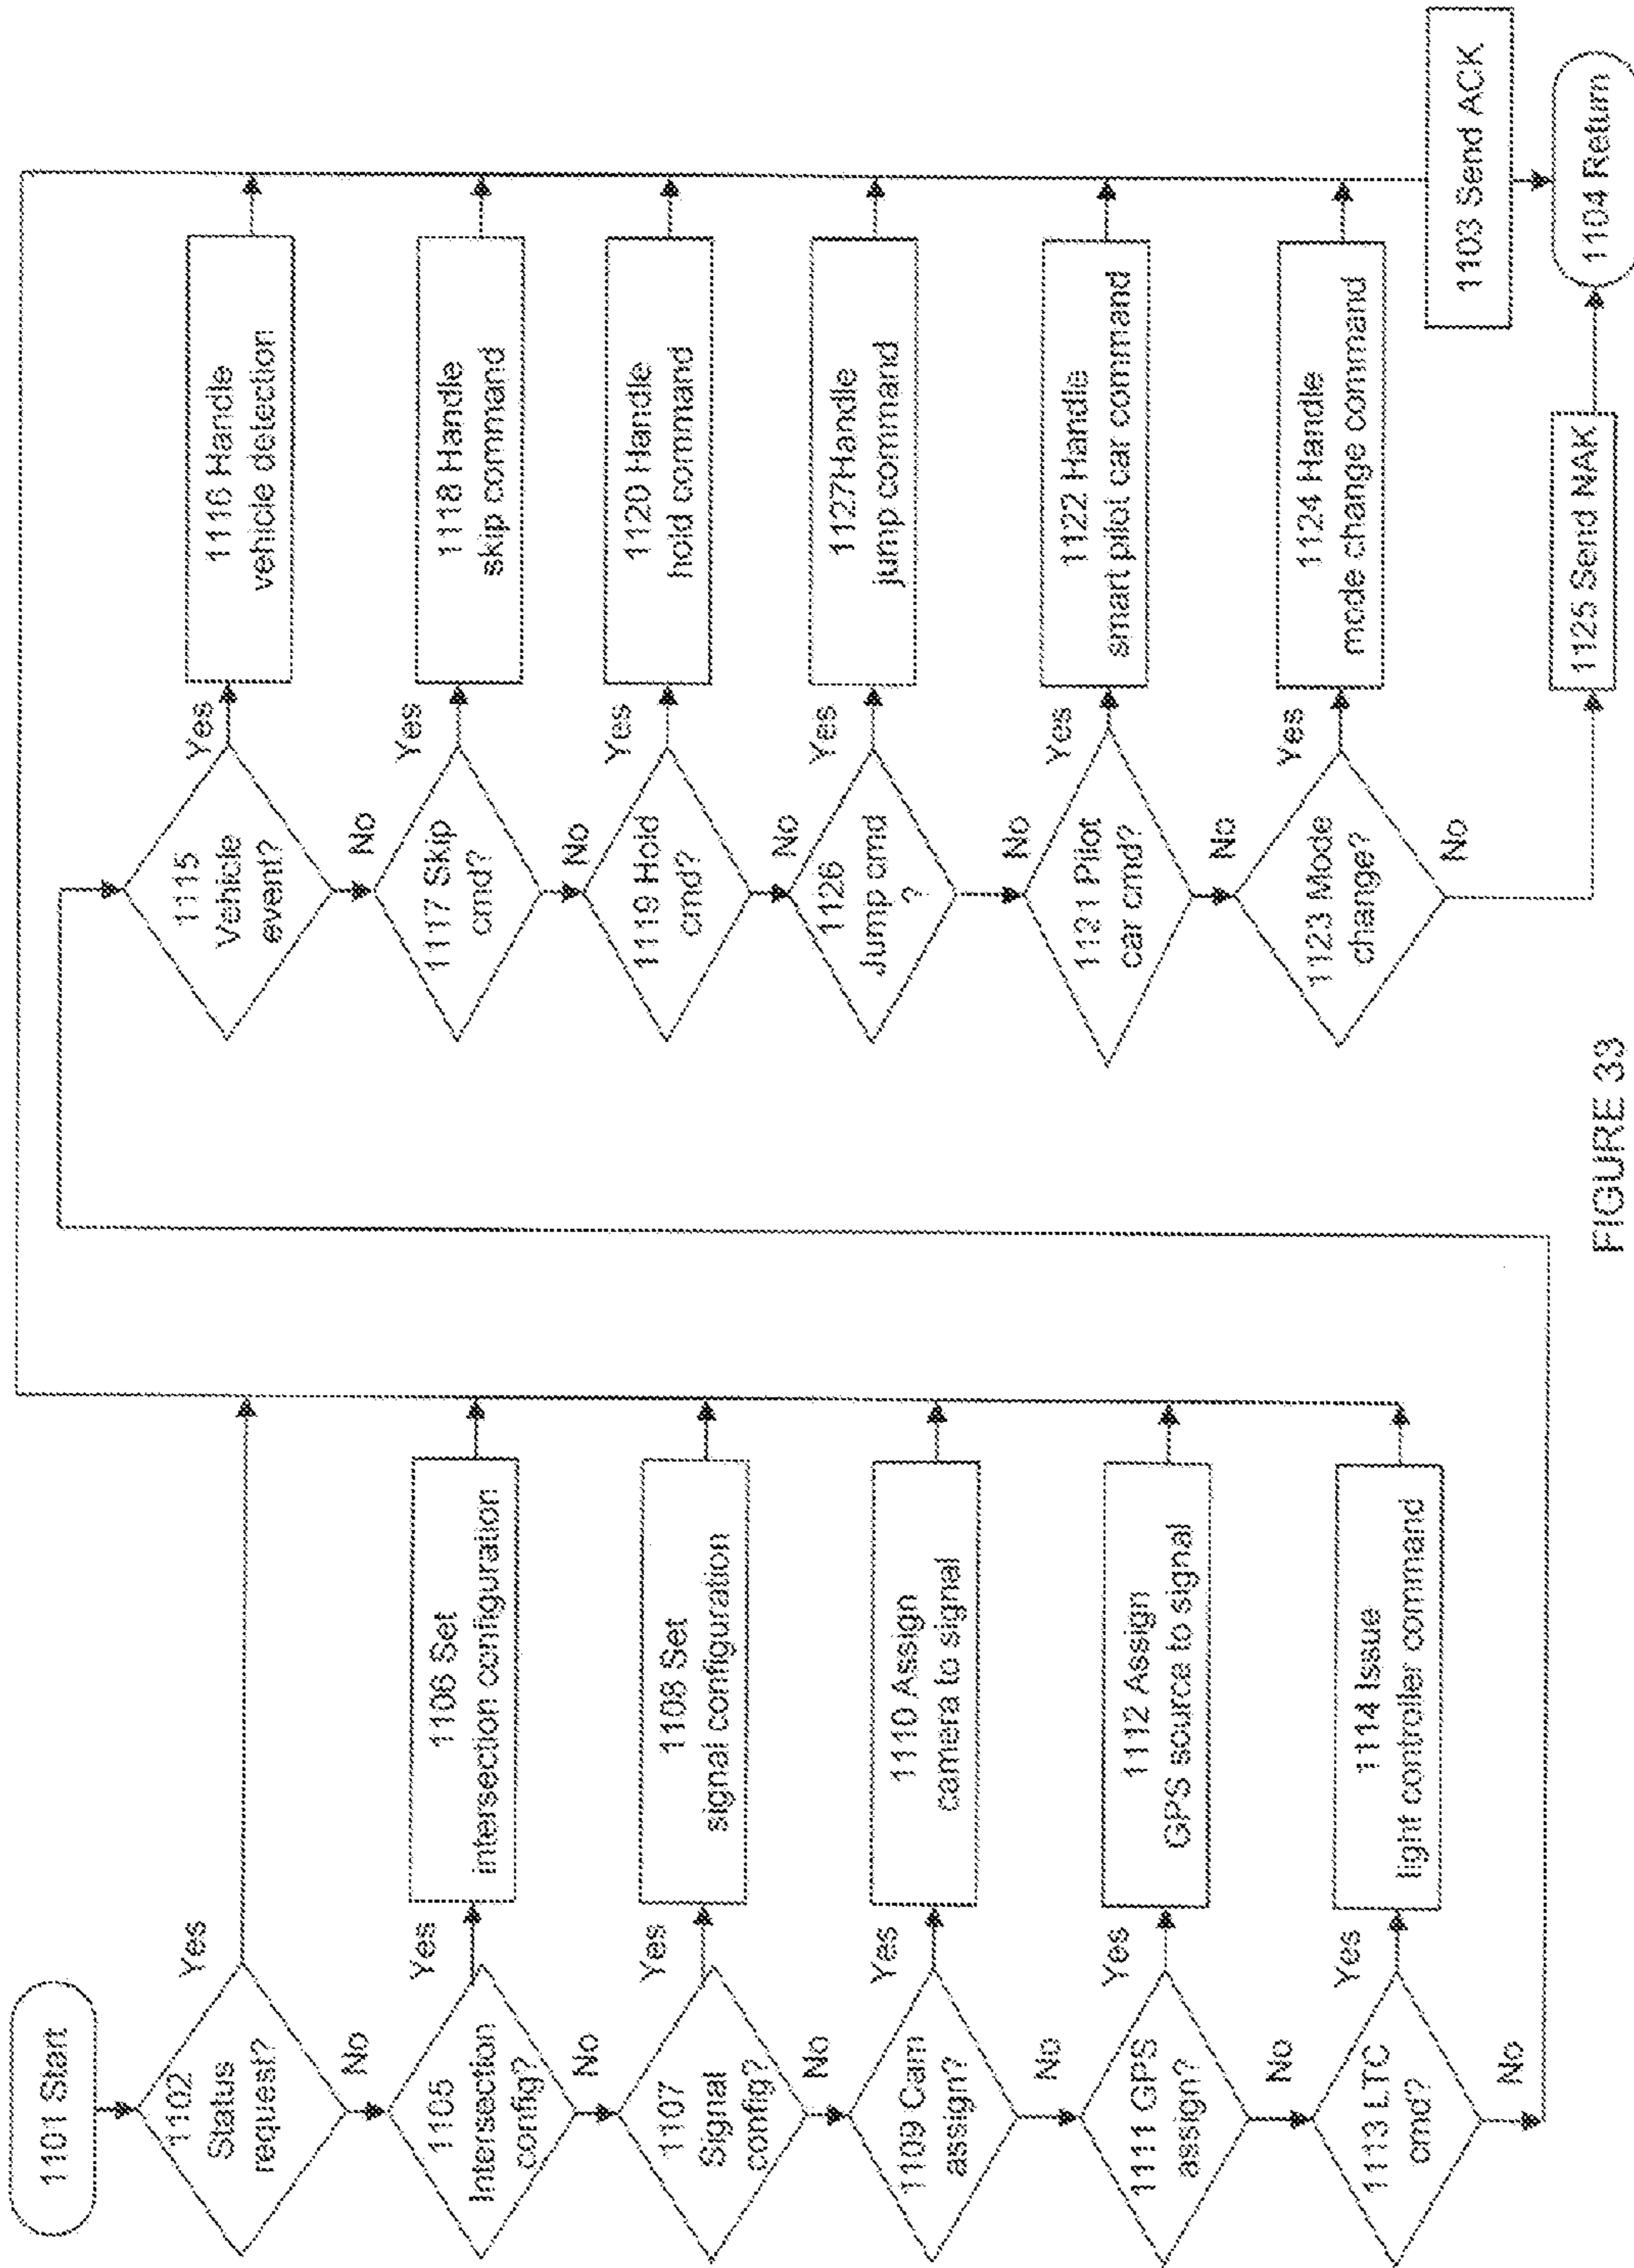 1101 Start
1102
Status
request?
Yes
No
1105
Intersection
config?
Yes
1106 Set
intersection configuration
No
1107
Signal
config?
Yes
1108 Set
signal configuration
No
1109 Cam
assign?
Yes
1110 Assign
camera to signal
No
1111 GPS
assign?
Yes
1112 Assign
GPS source to signal
No
1113 LTC
cmd?
Yes
1114 Issue
light controller command
No
1115
Vehicle
event?
Yes
1116 Handle
vehicle detection
No
1117 Skip
cmd?
Yes
1118 Handle
skip command
No
1119 Hold
cmd?
Yes
1120 Handle
hold command
No
1126
Jump cmd
?
Yes
1127Handle
jump command
No
1121 Pilot
car cmd?
Yes
1122 Handle
smart pilot car command
No
1123 Mode
change?
Yes
1124 Handle
mode change command
No
1125 Send NAK
1103 Send ACK
1104 Return
FIGURE 33